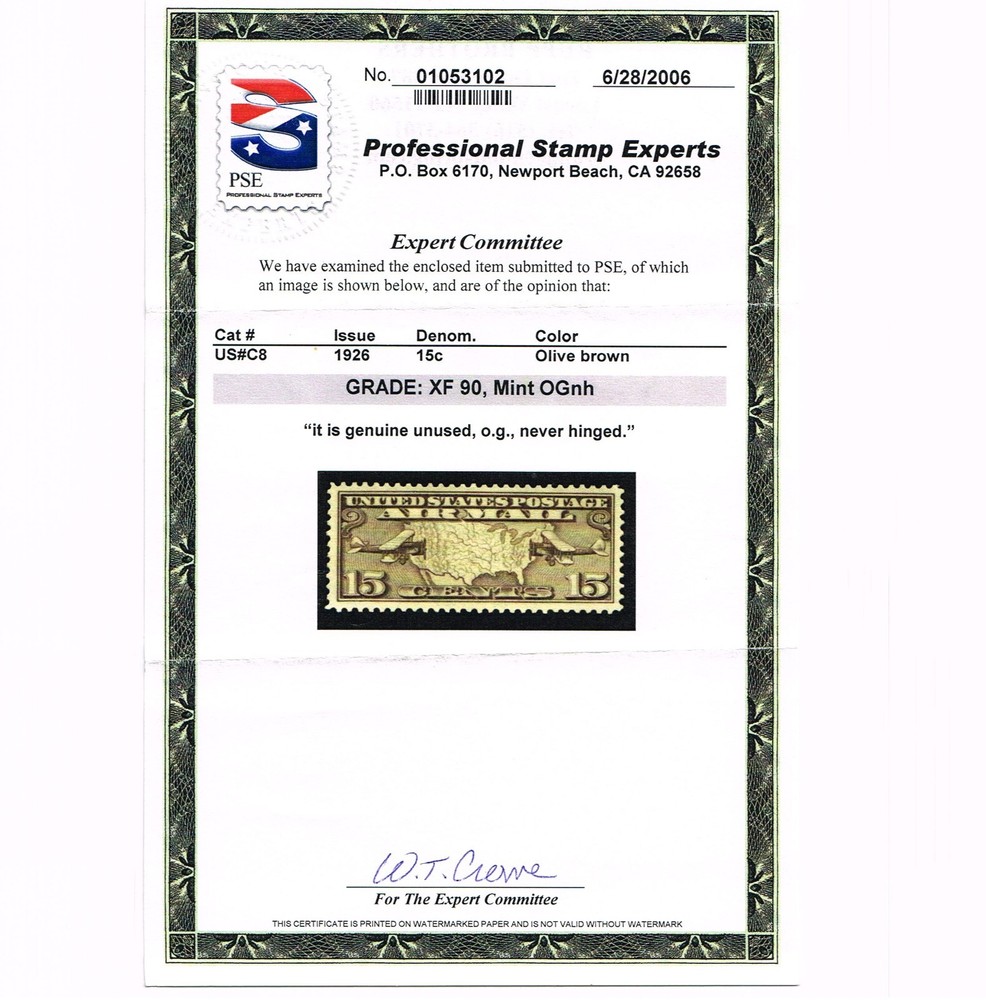 No. 01053102 6/28/2006
PSE
PROFESSIONAL STAMP EXPERTS
Professional Stamp Experts
P.O. Box 6170, Newport Beach, CA 92658
Expert Committee
We have examined the enclosed item submitted to PSE, of which
an image is shown below, and are of the opinion that:
Cat # Issue Denom. Color
US#C8 1926 15c Olive brown
GRADE: XF 90, Mint OGnh
“it is genuine unused, o.g., never hinged.”
UNITED STATES POSTAGE
AIR MAIL
15 CENTS 15
W.T. Crowe
For The Expert Committee
THIS CERTIFICATE IS PRINTED ON WATERMARKED PAPER AND IS NOT VALID WITHOUT WATERMARK